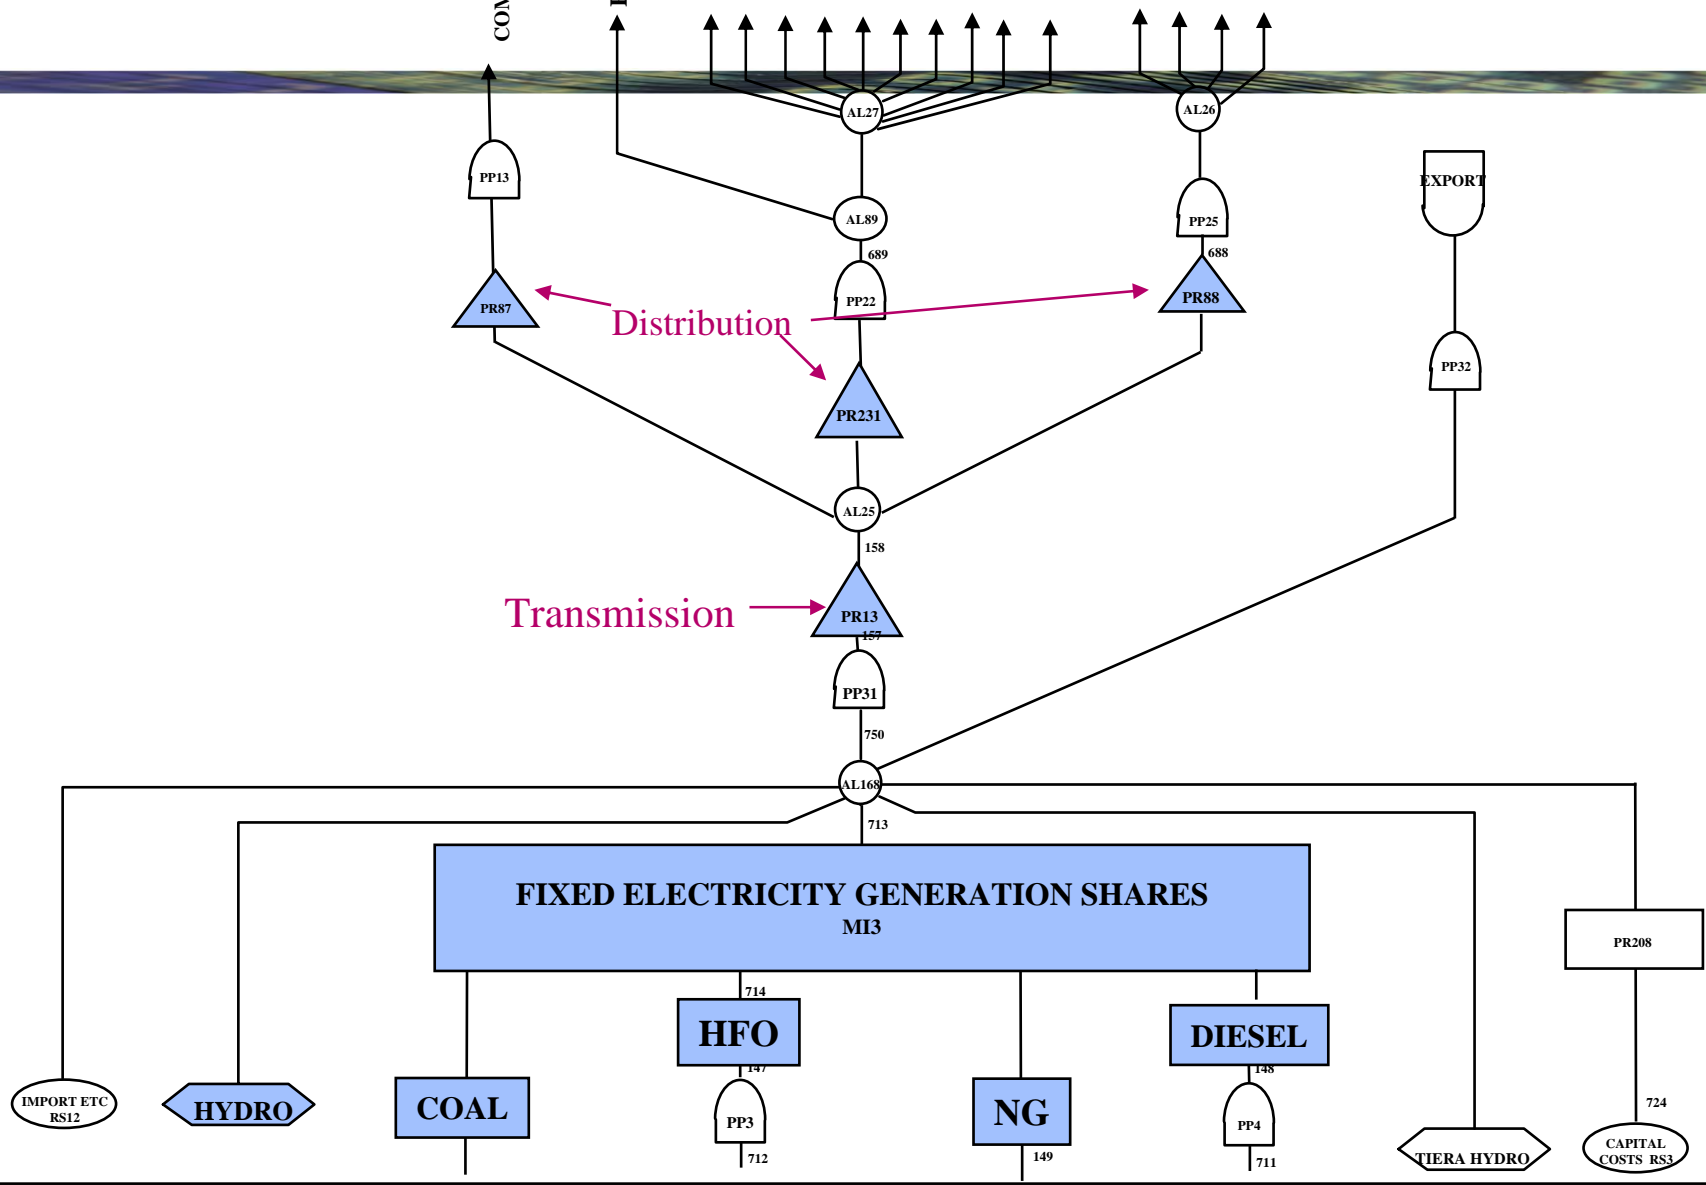 AL27
AL26
PP13
EXPORT
AL89
PP25
689
688
PR87
PP22
PR88
Distribution
PP32
PR231
AL25
158
Transmission
PR13
157
PP31
750
AL168
713
FIXED ELECTRICITY GENERATION SHARES
MI3
PR208
714
HFO
DIESEL
147
148
IMPORT ETC
RS12
HYDRO
COAL
PP3
NG
PP4
724
712
149
711
TIERA HYDRO
CAPITAL
COSTS RS3